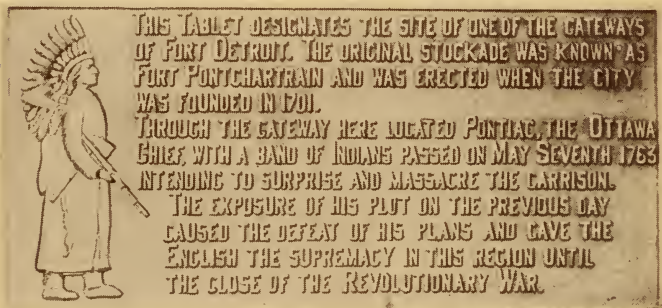 THIS TABLET DESIGNATES THE SITE OF ONE OF THE GATEWAYS
OF FORT DETROIT. THE ORIGINAL STOCKADE WAS KNOWN AS
FORT PONTCHARTRAIN AND WAS ERECTED WHEN THE CITY
WAS FOUNDED IN 1701.
THROUGH THE GATEWAY HERE LOCATED PONTIAC, THE OTTAWA
CHIEF, WITH A BAND OF INDIANS PASSED ON MAY SEVENTH 1763
INTENDING TO SURPRISE AND MASSACRE THE GARRISON.
THE EXPOSURE OF HIS PLOT ON THE PREVIOUS DAY
CAUSED THE DEFEAT OF HIS PLANS AND GAVE THE
ENGLISH THE SUPREMACY IN THIS REGION UNTIL
THE CLOSE OF THE REVOLUTIONARY WAR.